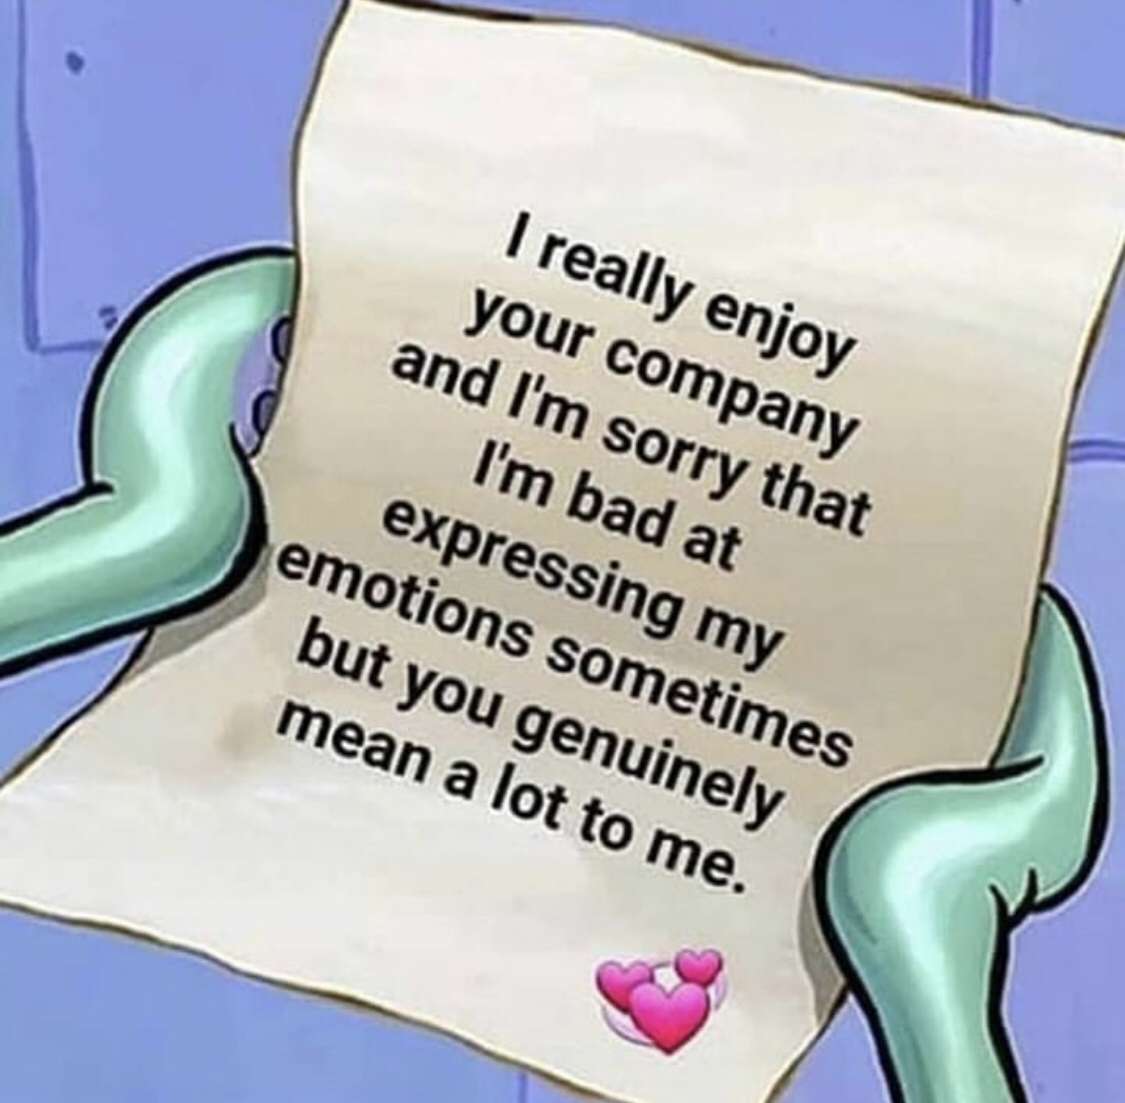 I really enjoy
your company
and I'm sorry that
I'm bad at
expressing my
emotions sometimes
but you genuinely
mean a lot to me.